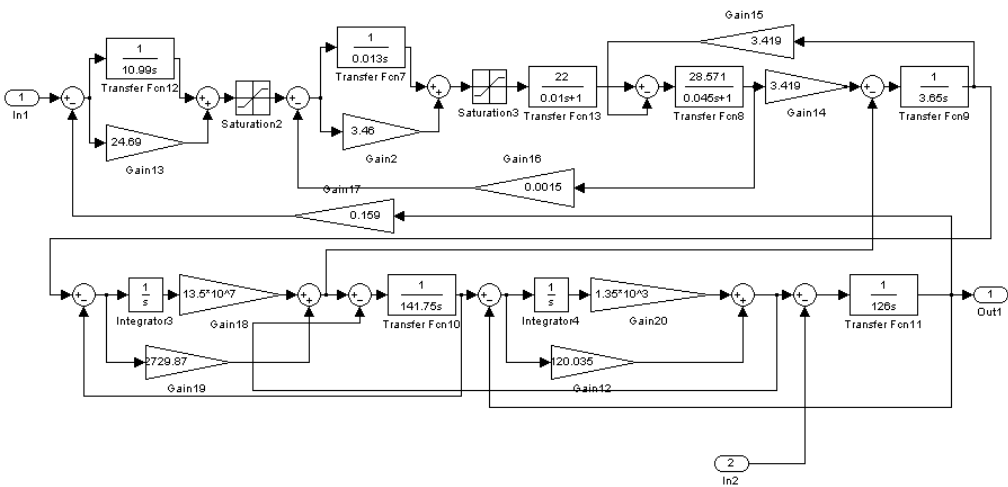 Gain15
3.419
1
10.99s
Transfer Fcn12
1
0.013s
Transfer Fcn7
1
In1
Saturation2
Saturation3
22
0.01s+1
Transfer Fcn13
28.571
0.045s+1
Transfer Fcn8
3.419
Gain14
1
3.65s
Transfer Fcn9
24.69
Gain13
3.46
Gain2
Gain16
0.0015
Gain17
0.159
1
s
Integrator3
13.5*10^7
Gain18
1
141.75s
Transfer Fcn10
1
s
Integrator4
1.35*10^3
Gain20
1
126s
Transfer Fcn11
1
Out1
2729.87
Gain19
120.035
Gain12
2
In2